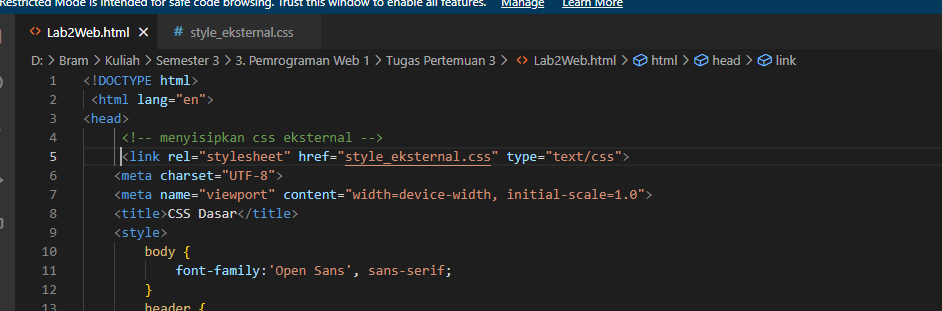 Restricted Mode is intended for safe code browsing. Trust this window to enable all features. Manage Learn More
<> Lab2Web.html × # style_eksternal.css
D: > Bram > Kuliah > Semester 3 > 3. Pemrograman Web 1 > Tugas Pertemuan 3 > <> Lab2Web.html > html > head > link
1 <!DOCTYPE html>
2 <html lang="en">
3 <head>
4 <!-- menyisipkan css eksternal -->
5 <link rel="stylesheet" href="style_eksternal.css" type="text/css">
6 <meta charset="UTF-8">
7 <meta name="viewport" content="width=device-width, initial-scale=1.0">
8 <title>CSS Dasar</title>
9 <style>
10 body {
11 font-family:'Open Sans', sans-serif;
12 }
13 header {